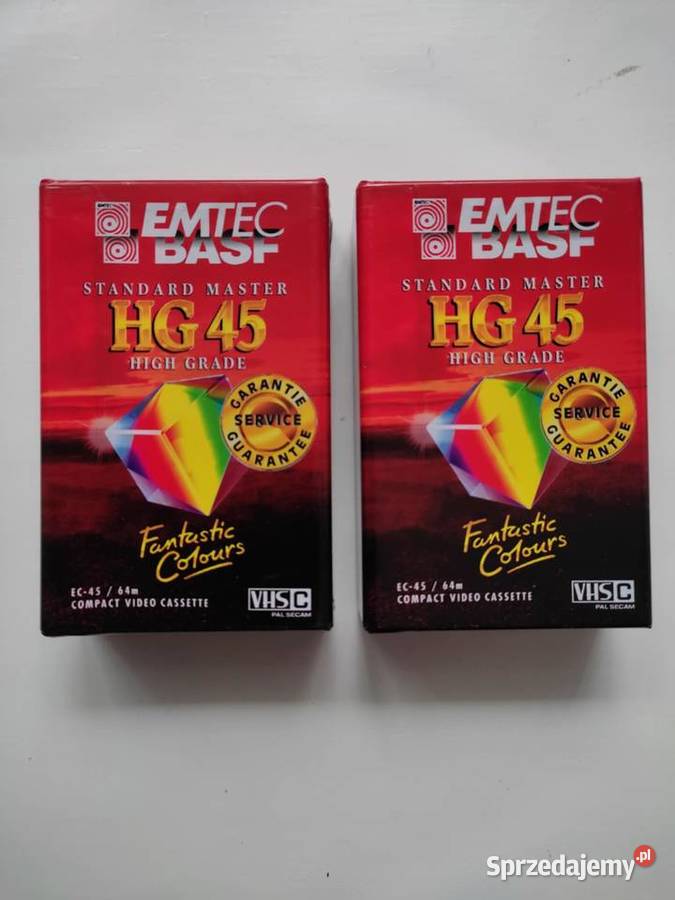 EMTEC
BASF
STANDARD MASTER
HG 45
HIGH GRADE
GARANTIE
SERVICE
GUARANTEE
Fantastic
Colours
EC-45 / 64m
COMPACT VIDEO CASSETTE
VHS C
PAL SECAM
EMTEC
BASF
STANDARD MASTER
HG 45
HIGH GRADE
GARANTIE
SERVICE
GUARANTEE
Fantastic
Colours
EC-45 / 64m
COMPACT VIDEO CASSETTE
VHS C
PAL SECAM
Sprzedajemy.pl